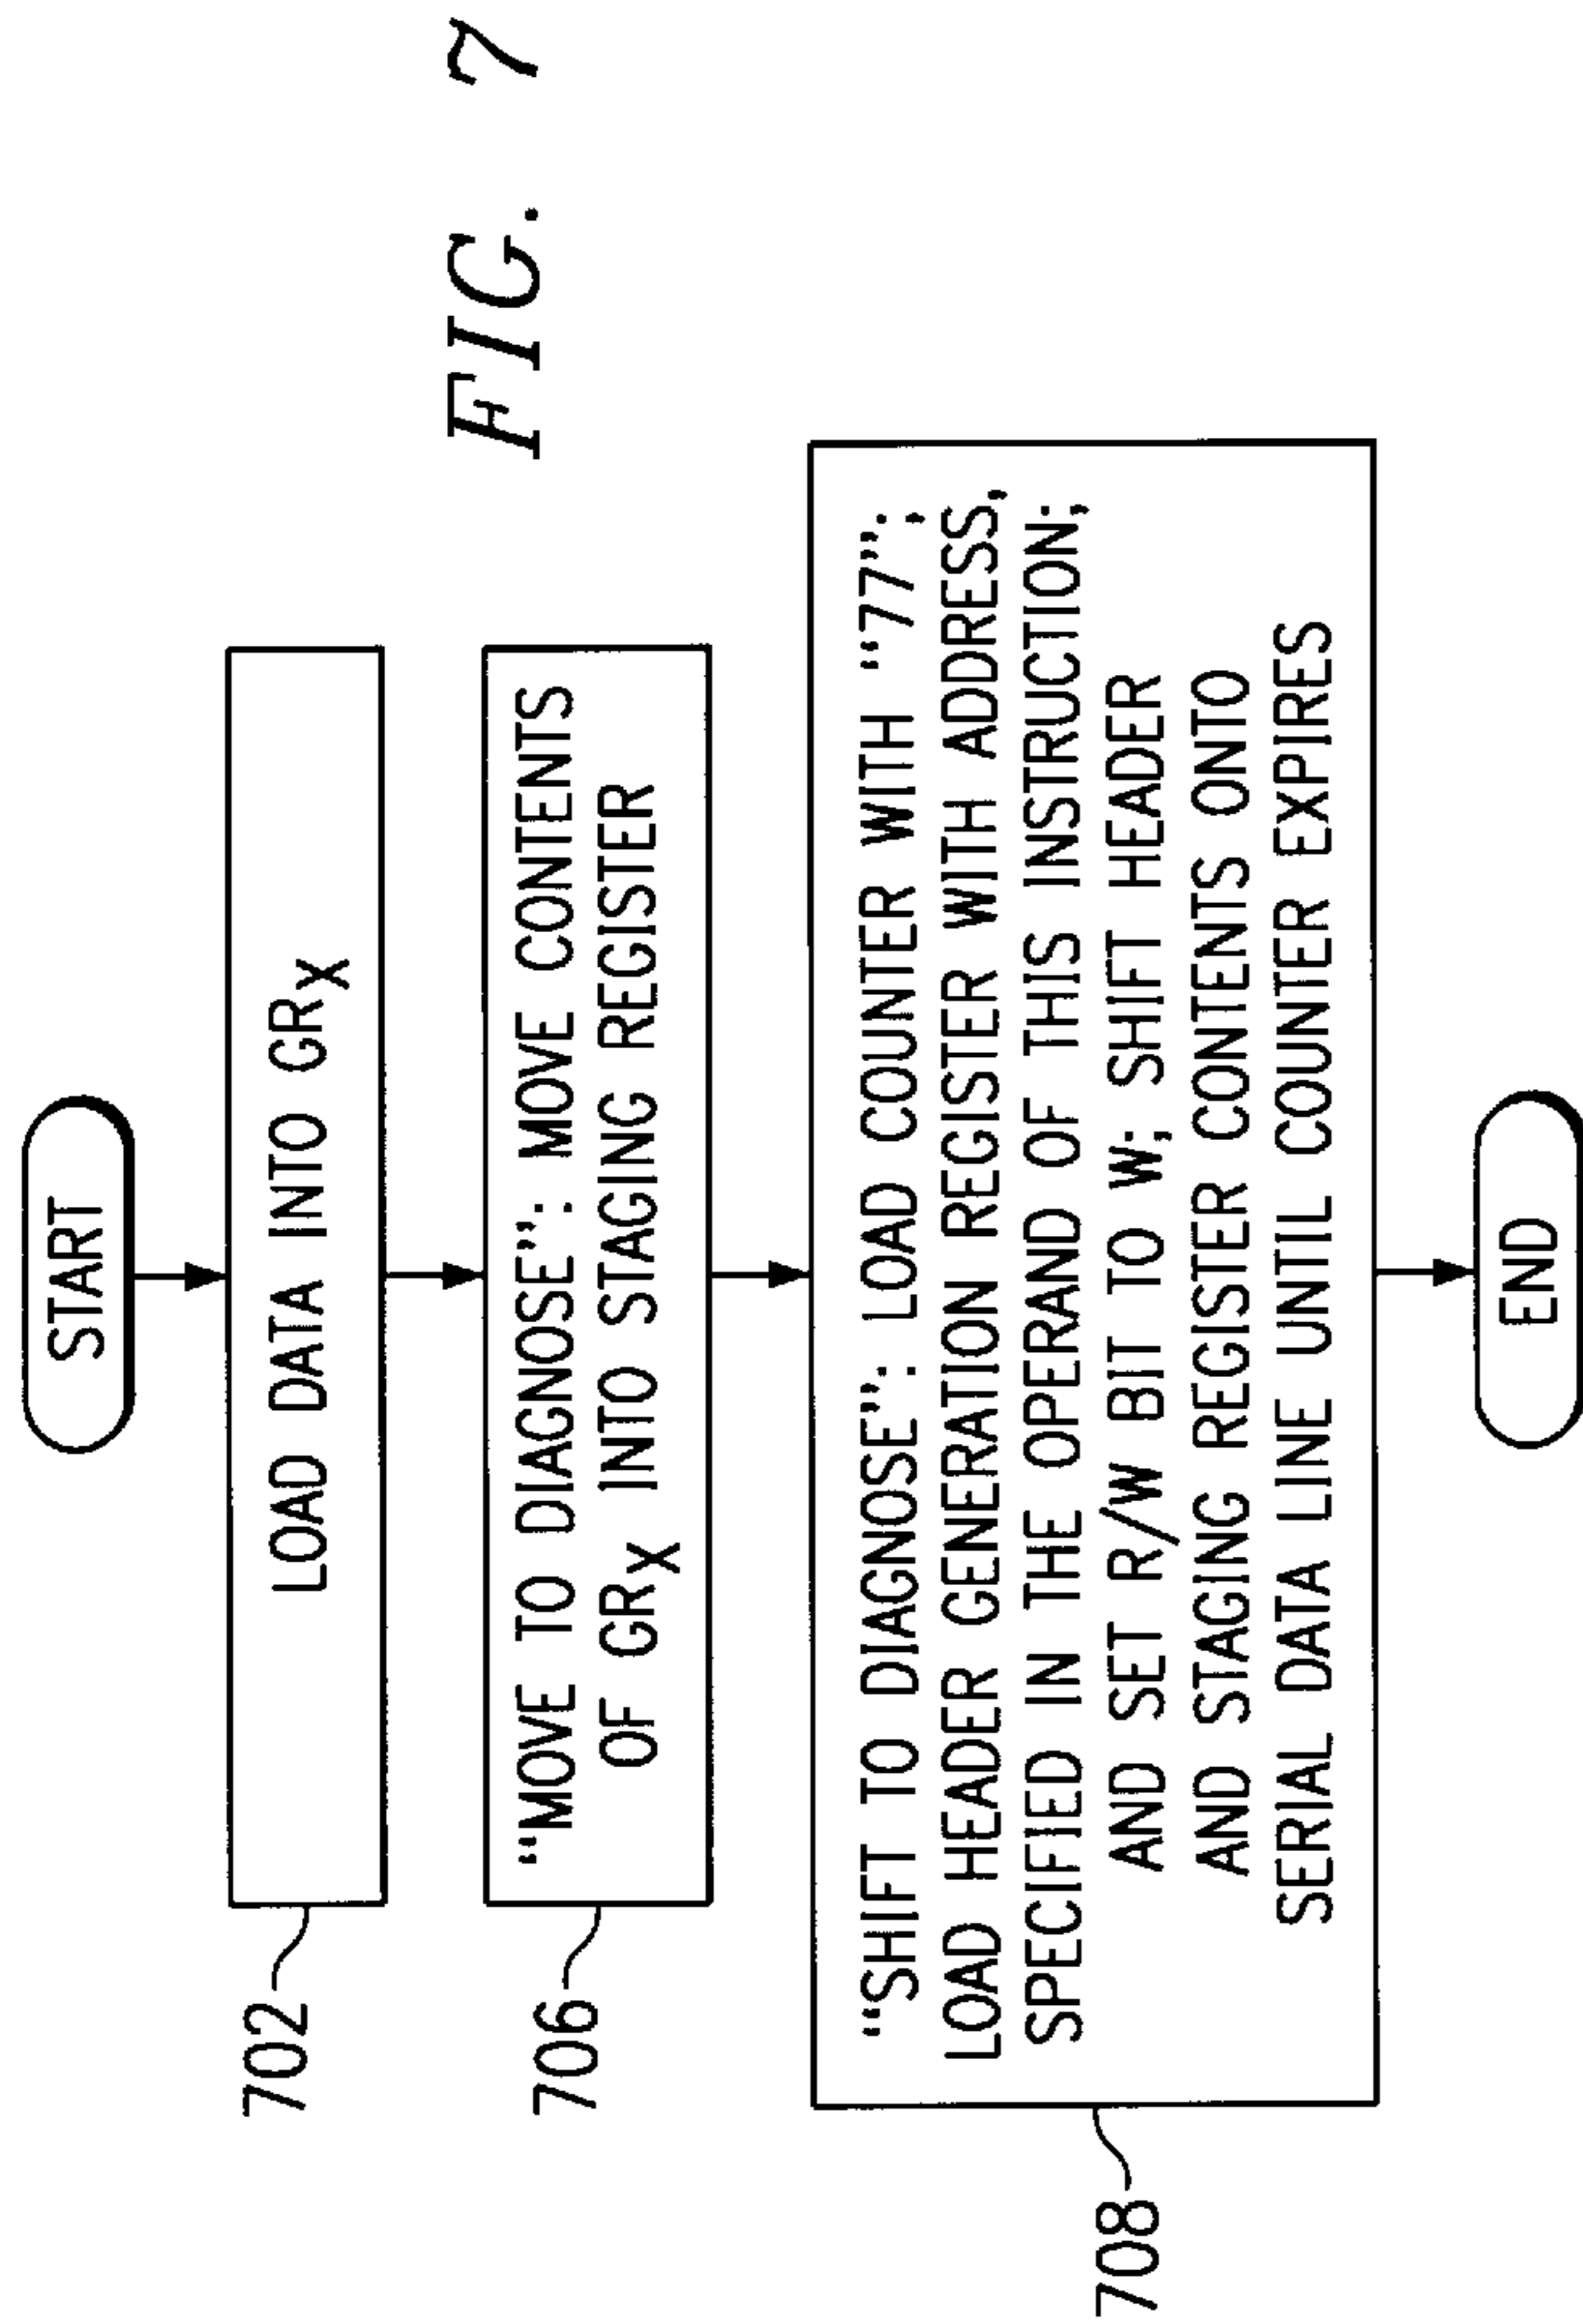 START
702
LOAD DATA INTO GRX
706
“MOVE TO DIAGNOSE”: MOVE CONTENTS
OF GRX INTO STAGING REGISTER
708
“SHIFT TO DIAGNOSE”: LOAD COUNTER WITH “77”;
LOAD HEADER GENERATION REGISTER WITH ADDRESS,
SPECIFIED IN THE OPERAND OF THIS INSTRUCTION;
AND SET R/W BIT TO W; SHIFT HEADER
AND STAGING REGISTER CONTENTS ONTO
SERIAL DATA LINE UNTIL COUNTER EXPIRES
END
FIG. 7